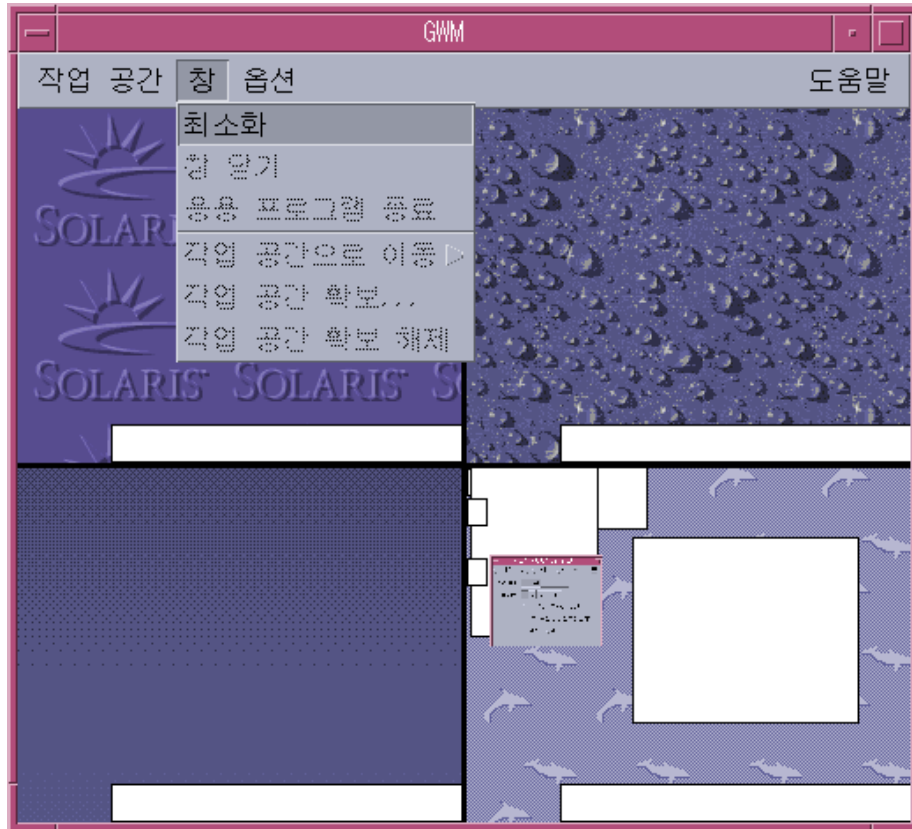 GWM
작업 공간 창 옵션 도움말
최소화
창 닫기
응용 프로그램 종료
작업 공간으로 이동
작업 공간 확보...
작업 공간 확보 해제
SOLARIS
SOLARIS SOLARIS